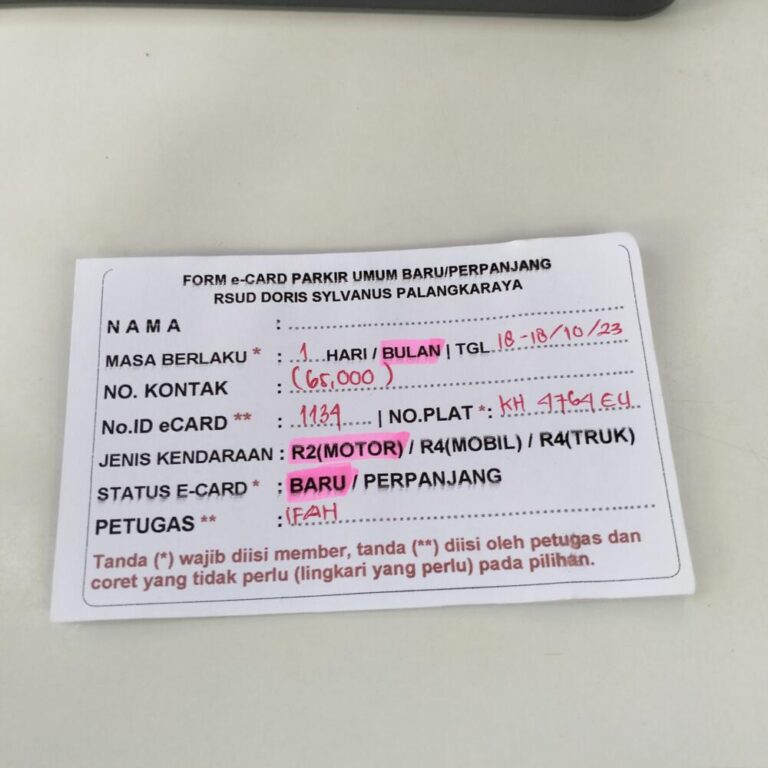 FORM e-CARD PARKIR UMUM BARU/PERPANJANG
RSUD DORIS SYLVANUS PALANGKARAYA
N A M A :
MASA BERLAKU * : 1 HARI / BULAN | TGL 18-18/10/23
NO. KONTAK : (65,000)
No.ID eCARD ** : 1134 | NO.PLAT *: KH 4764 EU
JENIS KENDARAAN : R2(MOTOR) / R4(MOBIL) / R4(TRUK)
STATUS E-CARD * : BARU / PERPANJANG
PETUGAS ** : IFAH
Tanda (*) wajib diisi member, tanda (**) diisi oleh petugas dan
coret yang tidak perlu (lingkari yang perlu) pada pilihan.